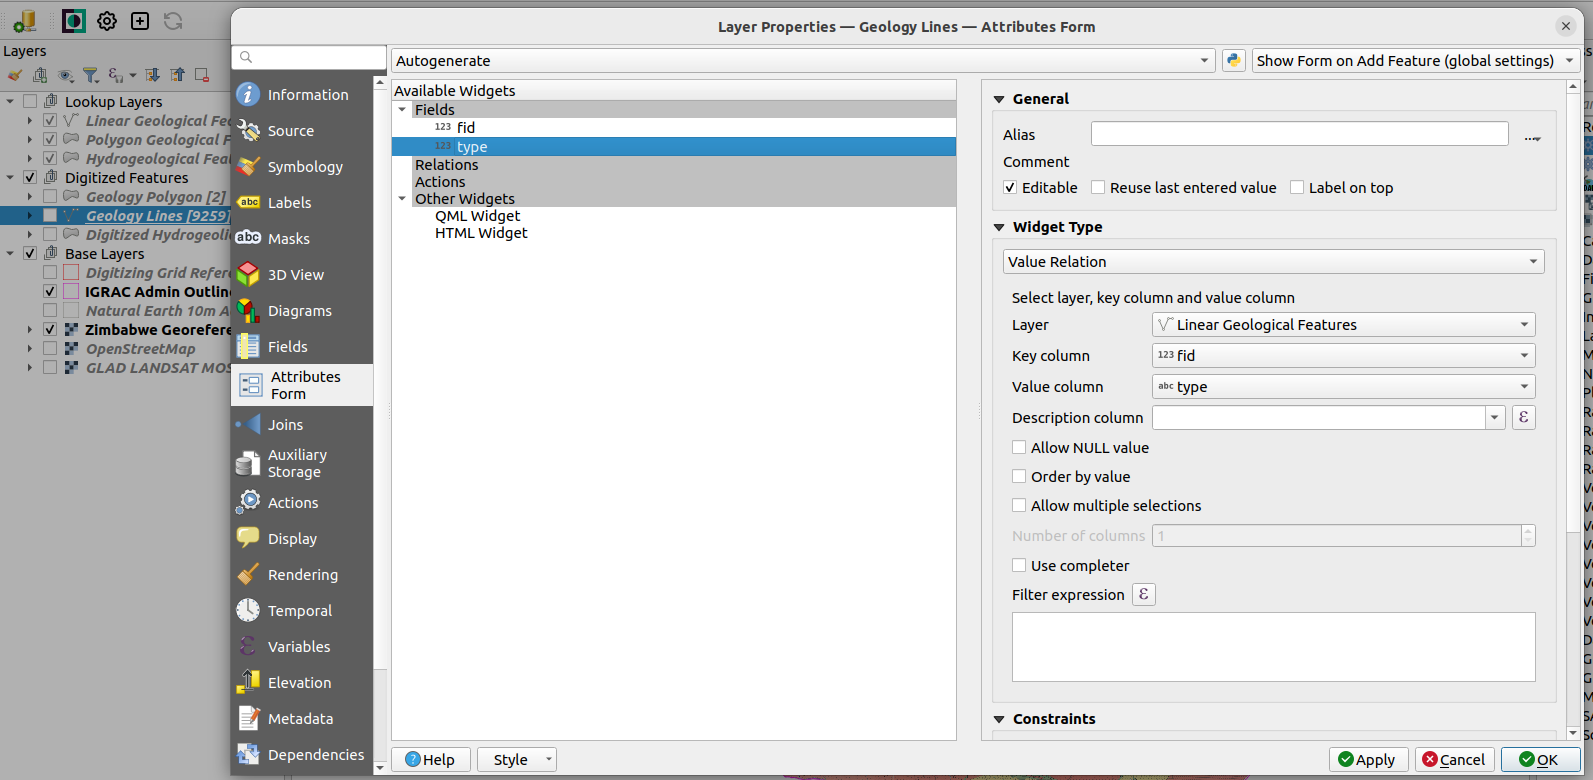 Layer Properties — Geology Lines — Attributes Form
Layers
Lookup Layers
Linear Geological Fea
Polygon Geological F
Hydrogeological Feat
Digitized Features
Geology Polygon [2]
Geology Lines [9259]
Digitized Hydrogeolo
Base Layers
Digitizing Grid Refere
IGRAC Admin Outline
Natural Earth 10m A
Zimbabwe Georefere
OpenStreetMap
GLAD LANDSAT MOS
Information
Source
Symbology
abc Labels
abc Masks
3D View
Diagrams
Fields
Attributes
Form
Joins
Auxiliary
Storage
Actions
Display
Rendering
Temporal
ε Variables
Elevation
Metadata
Dependencies
Autogenerate
Show Form on Add Feature (global settings)
Available Widgets
Fields
123 fid
123 type
Relations
Actions
Other Widgets
QML Widget
HTML Widget
General
Alias
...
Comment
Editable Reuse last entered value Label on top
Widget Type
Value Relation
Select layer, key column and value column
Layer Linear Geological Features
Key column 123 fid
Value column abc type
Description column ε
Allow NULL value
Order by value
Allow multiple selections
Number of columns 1
Use completer
Filter expression ε
Constraints
Help Style Apply Cancel OK